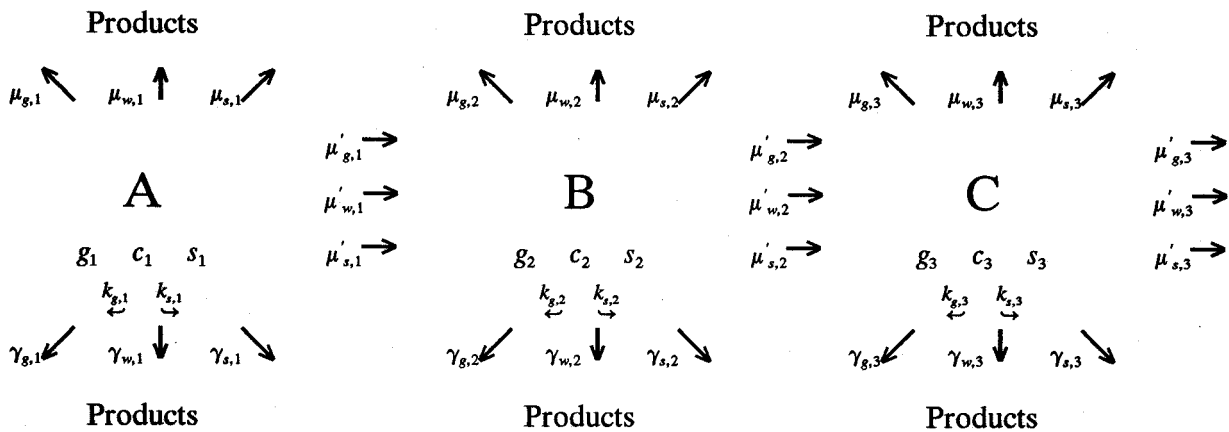 Products Products Products
μg,1 μw,1 μs,1 μg,2 μw,2 μs,2 μg,3 μw,3 μs,3
μ′g,1 μ′g,2 μ′g,3
A μ′w,1 B μ′w,2 C μ′w,3
g1 c1 s1 μ′s,1 g2 c2 s2 μ′s,2 g3 c3 s3 μ′s,3
kg,1 ks,1 kg,2 ks,2 kg,3 ks,3
γg,1 γw,1 γs,1 γg,2 γw,2 γs,2 γg,3 γw,3 γs,3
Products Products Products